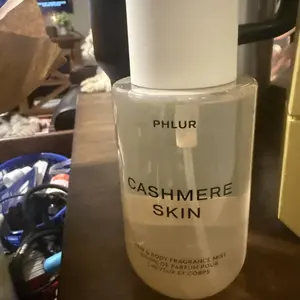 PHLUR
CASHMERE
SKIN
& BODY FRAGRANCE MIST
BRUME DE PARFUM POUR
CHEVEUX ET CORPS